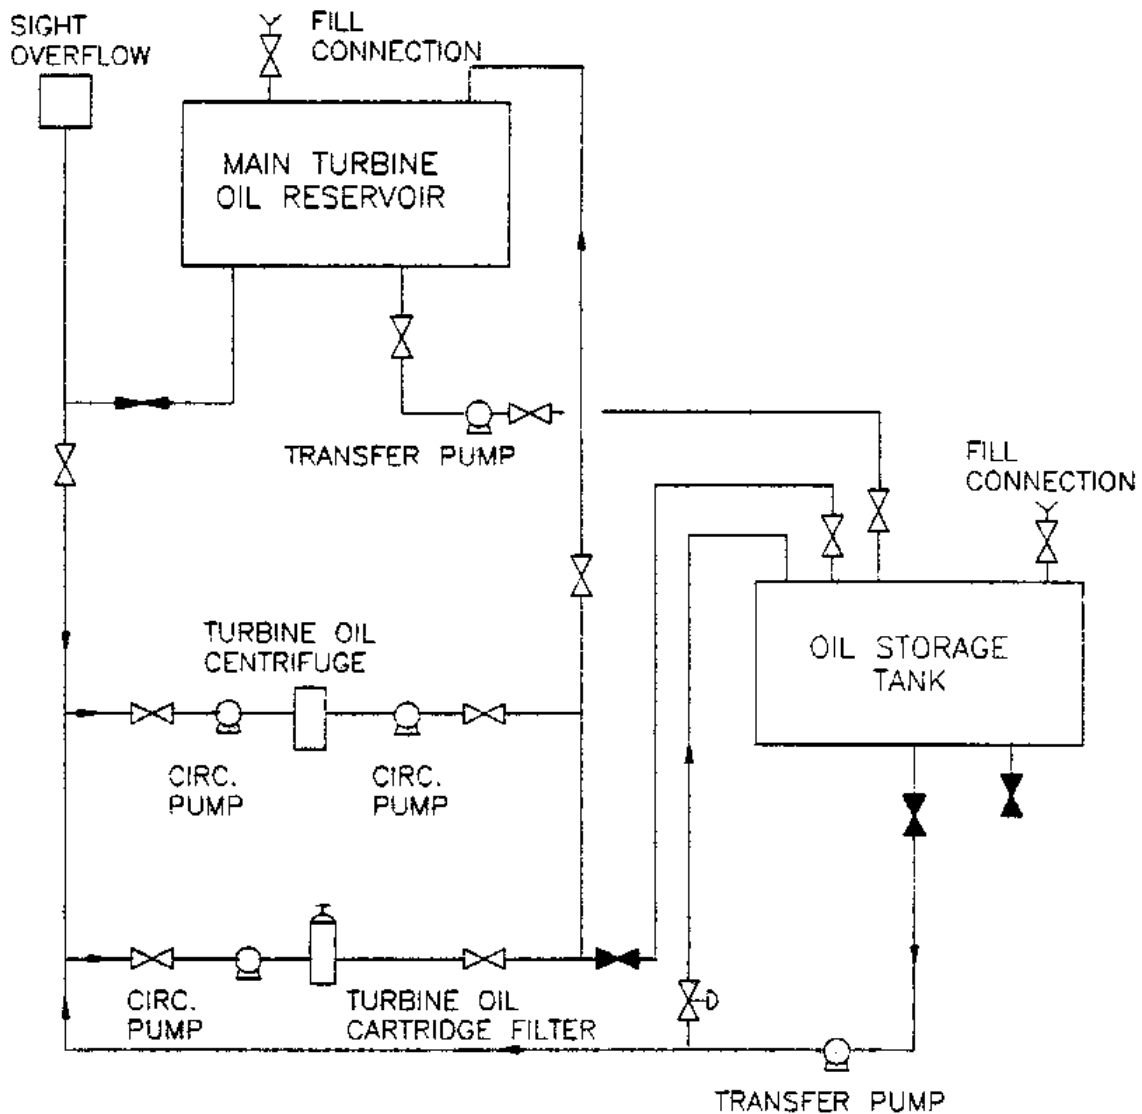 SIGHT
OVERFLOW
FILL
CONNECTION
MAIN TURBINE
OIL RESERVOIR
TRANSFER PUMP
FILL
CONNECTION
TURBINE OIL
CENTRIFUGE
OIL STORAGE
TANK
CIRC.
PUMP
CIRC.
PUMP
CIRC.
PUMP
TURBINE OIL
CARTRIDGE FILTER
TRANSFER PUMP